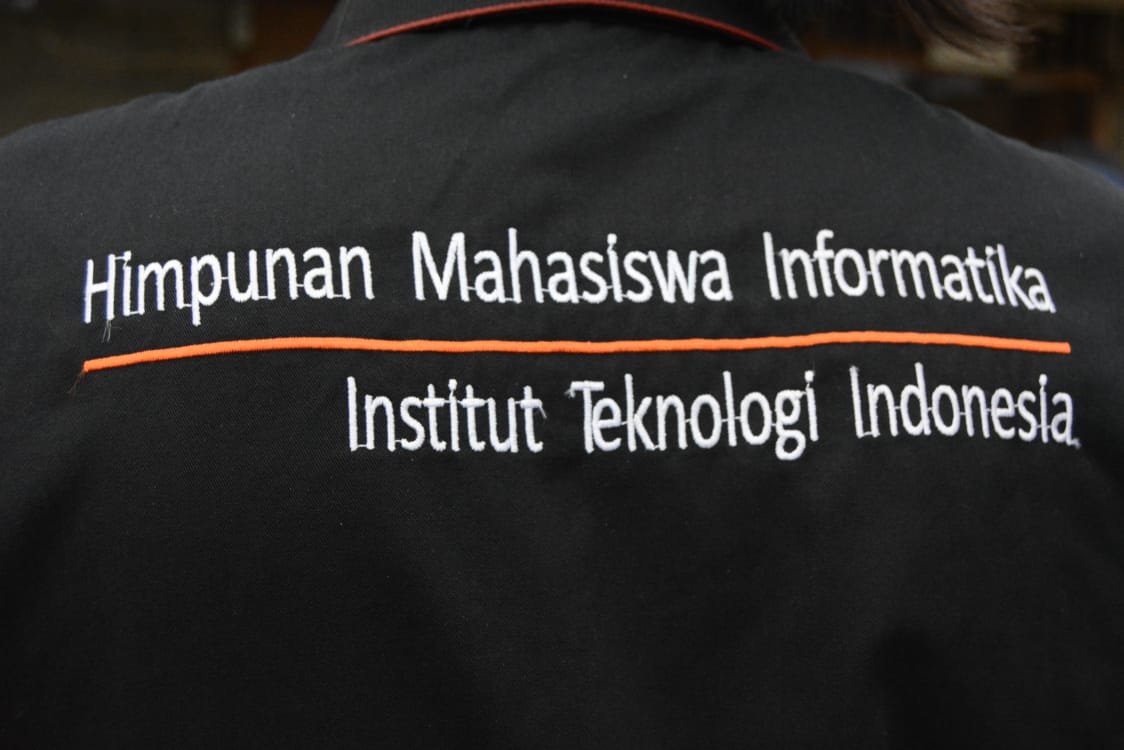 Himpunan Mahasiswa Informatika
Institut Teknologi Indonesia